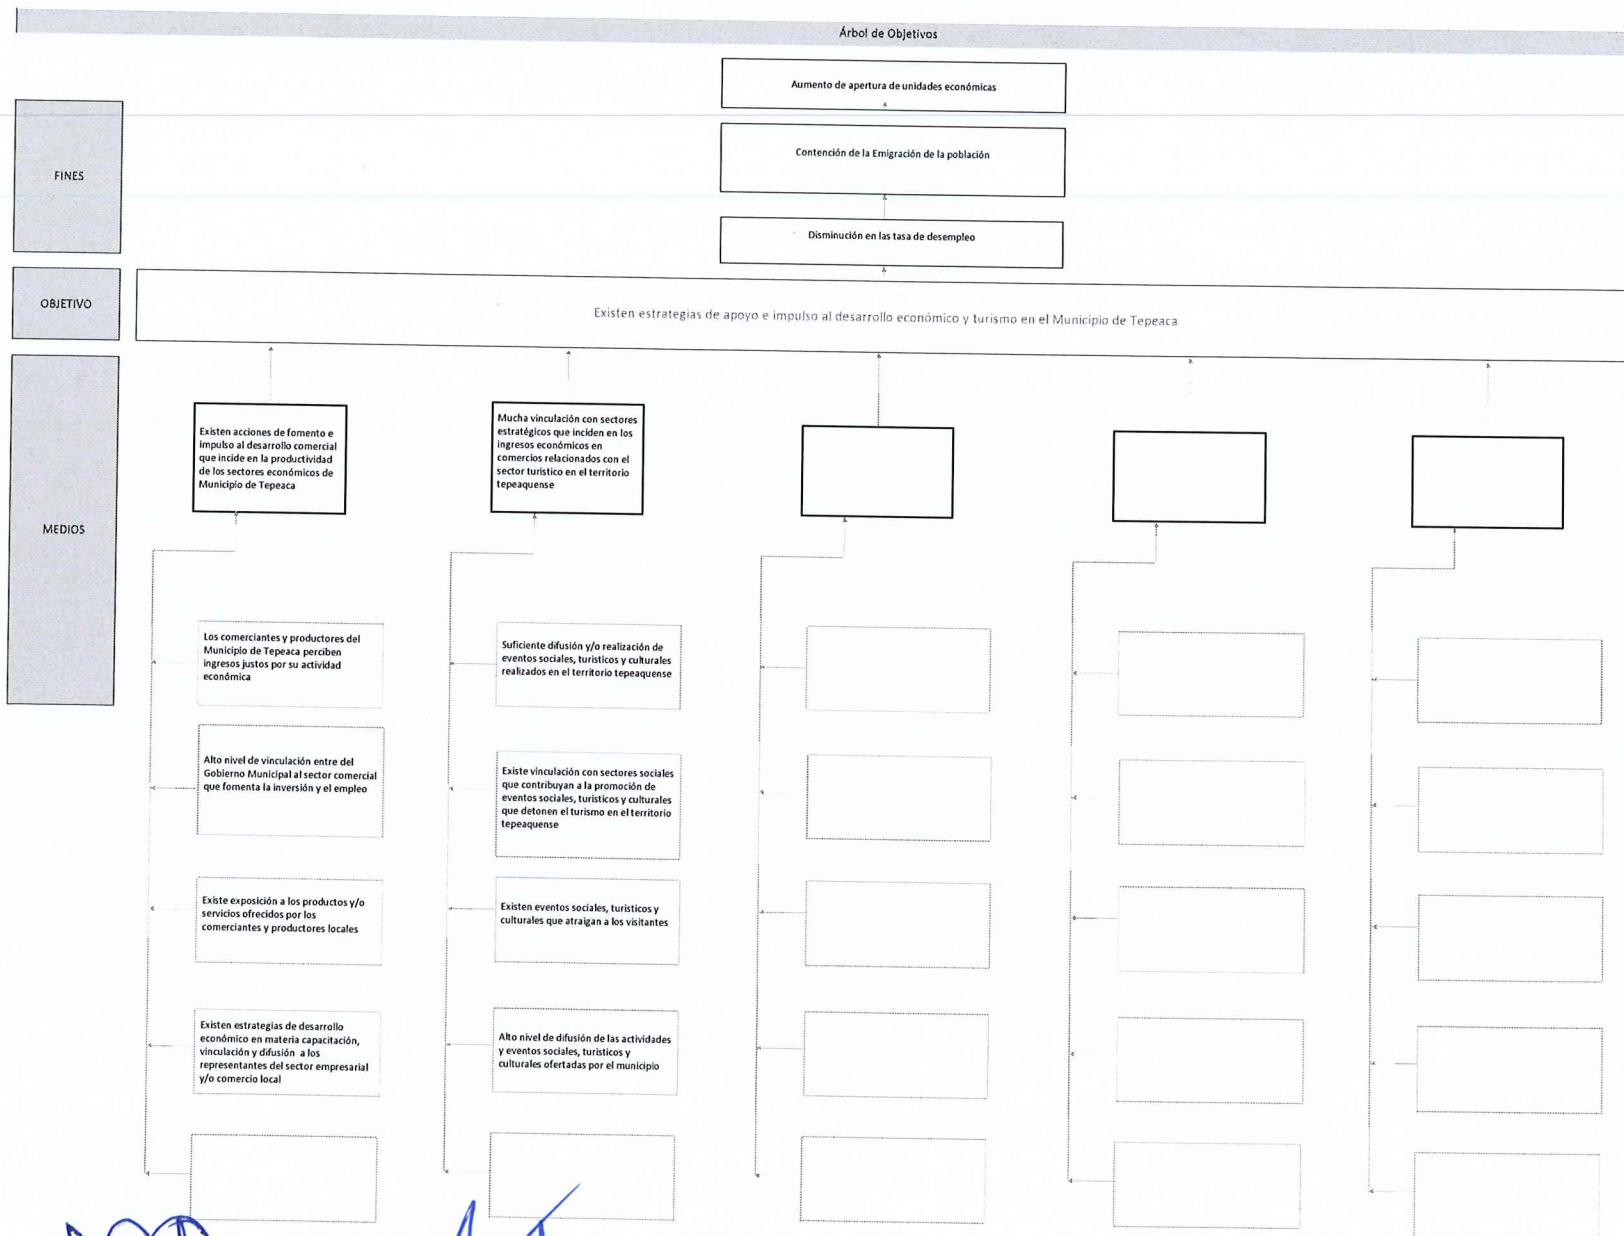 Árbol de Objetivos
Aumento de apertura de unidades económicas
FINES
Contención de la Emigración de la población
Disminución en las tasa de desempleo
OBJETIVO
Existen estrategias de apoyo e impulso al desarrollo económico y turismo en el Municipio de Tepeaca
MEDIOS
Existen acciones de fomento e
impulso al desarrollo comercial
que incide en la productividad
de los sectores económicos de
Municipio de Tepeaca
Mucha vinculación con sectores
estratégicos que inciden en los
ingresos económicos en
comercios relacionados con el
sector turistico en el territorio
tepeaquense
Los comerciantes y productores del
Municipio de Tepeaca perciben
ingresos justos por su actividad
económica
Suficiente difusión y/o realización de
eventos sociales, turisticos y culturales
realizados en el territorio tepeaquense
Alto nivel de vinculación entre del
Gobierno Municipal al sector comercial
que fomenta la inversión y el empleo
Existe vinculación con sectores sociales
que contribuyan a la promoción de
eventos sociales, turisticos y culturales
que detonen el turismo en el territorio
tepeaquense
Existe exposición a los productos y/o
servicios ofrecidos por los
comerciantes y productores locales
Existen eventos sociales, turisticos y
culturales que atraigan a los visitantes
Existen estrategias de desarrollo
económico en materia capacitación,
vinculación y difusión a los
representantes del sector empresarial
y/o comercio local
Alto nivel de difusión de las actividades
y eventos sociales, turisticos y
culturales ofertadas por el municipio